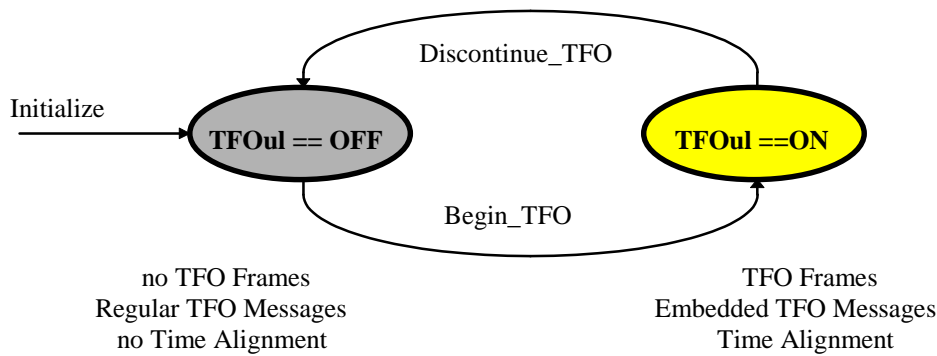 Discontinue_TFO
Initialize
TFOul == OFF
TFOul ==ON
Begin_TFO
no TFO Frames
Regular TFO Messages
no Time Alignment
TFO Frames
Embedded TFO Messages
Time Alignment